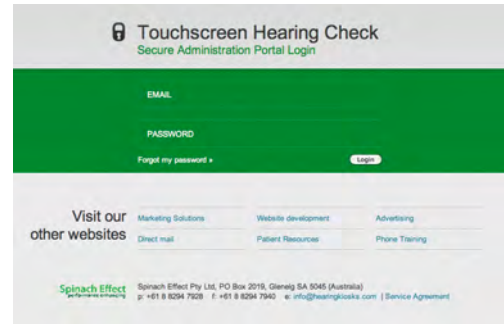 Touchscreen Hearing Check
Secure Administration Portal Login
EMAIL
PASSWORD
Forgot my password »
Login
Visit our
other websites
Marketing Solutions
Website development
Advertising
Direct mail
Patient Resources
Phone Training
Spinach Effect
performance enhancing
Spinach Effect Pty Ltd, PO Box 2019, Glenelg SA 5045 (Australia)
p: +61 8 8294 7928 f: +61 8 8294 7940 e: info@hearingkiosks.com | Service Agreement